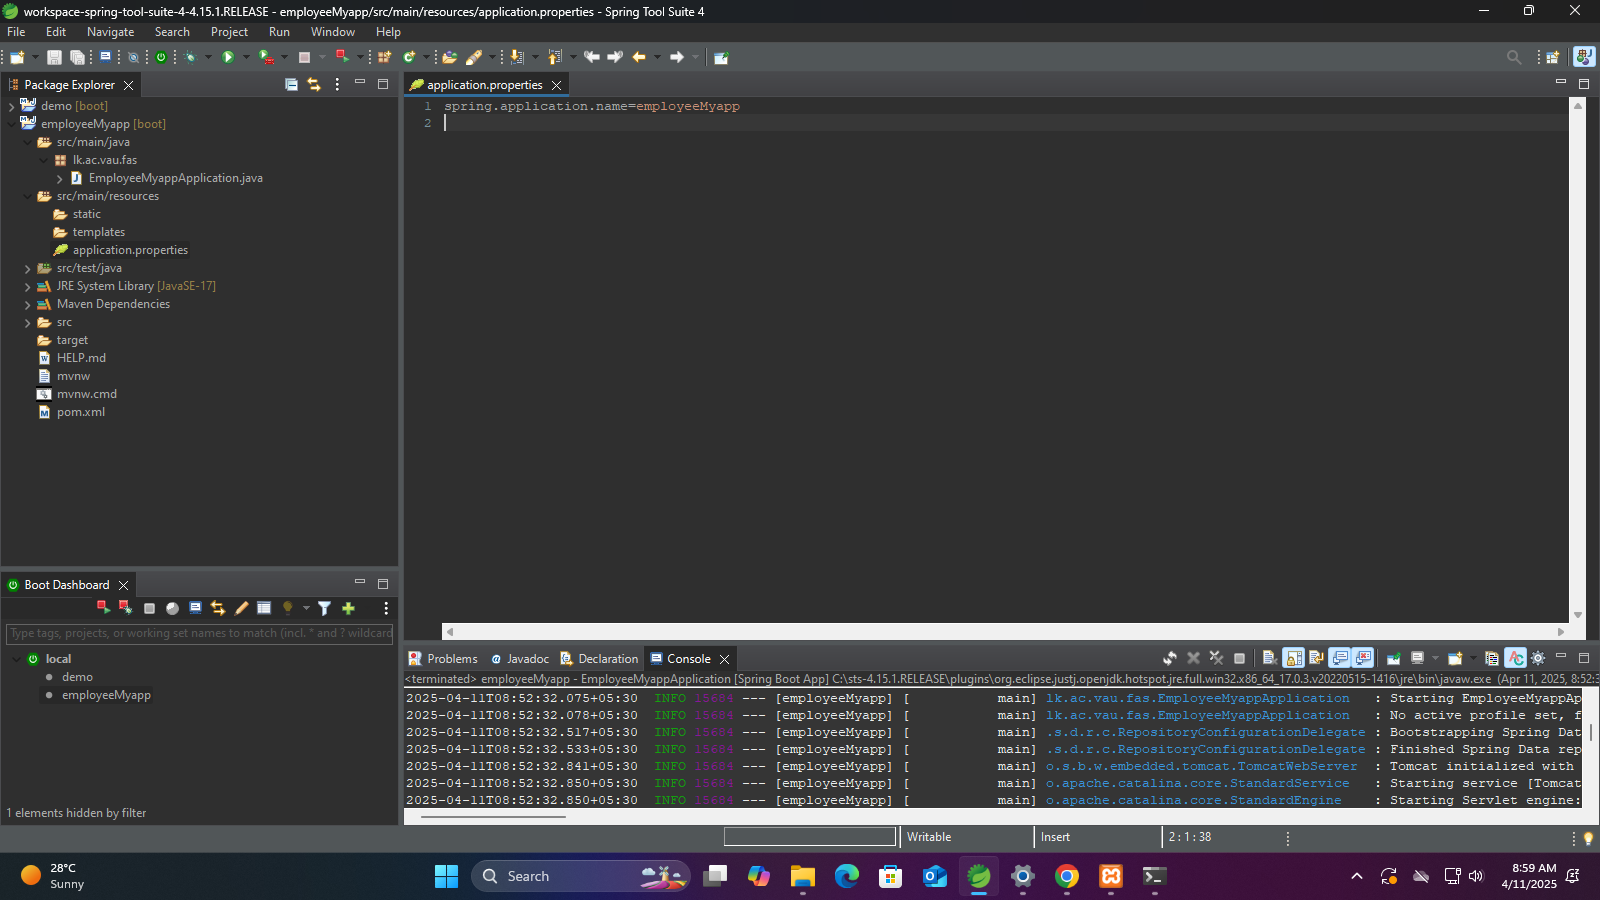 workspace-spring-tool-suite-4-4.15.1.RELEASE - employeeMyapp/src/main/resources/application.properties - Spring Tool Suite 4
File Edit Navigate Search Project Run Window Help
Package Explorer
demo [boot]
employeeMyapp [boot]
src/main/java
lk.ac.vau.fas
EmployeeMyappApplication.java
src/main/resources
static
templates
application.properties
src/test/java
JRE System Library [JavaSE-17]
Maven Dependencies
src
target
HELP.md
mvnw
mvnw.cmd
pom.xml
application.properties
1 spring.application.name=employeeMyapp
2
Boot Dashboard
Type tags, projects, or working set names to match (incl. * and ? wildcard
local
demo
employeeMyapp
1 elements hidden by filter
Problems Javadoc Declaration Console
<terminated> employeeMyapp - EmployeeMyappApplication [Spring Boot App] C:\sts-4.15.1.RELEASE\plugins\org.eclipse.justj.openjdk.hotspot.jre.full.win32.x86_64_17.0.3.v20220515-1416\jre\bin\javaw.exe (Apr 11, 2025, 8:52:3
2025-04-11T08:52:32.075+05:30 INFO 15684 --- [employeeMyapp] [ main] lk.ac.vau.fas.EmployeeMyappApplication : Starting EmployeeMyappAp
2025-04-11T08:52:32.078+05:30 INFO 15684 --- [employeeMyapp] [ main] lk.ac.vau.fas.EmployeeMyappApplication : No active profile set, f
2025-04-11T08:52:32.517+05:30 INFO 15684 --- [employeeMyapp] [ main] .s.d.r.c.RepositoryConfigurationDelegate : Bootstrapping Spring Dat
2025-04-11T08:52:32.533+05:30 INFO 15684 --- [employeeMyapp] [ main] .s.d.r.c.RepositoryConfigurationDelegate : Finished Spring Data rep
2025-04-11T08:52:32.841+05:30 INFO 15684 --- [employeeMyapp] [ main] o.s.b.w.embedded.tomcat.TomcatWebServer : Tomcat initialized with
2025-04-11T08:52:32.850+05:30 INFO 15684 --- [employeeMyapp] [ main] o.apache.catalina.core.StandardService : Starting service [Tomcat
2025-04-11T08:52:32.850+05:30 INFO 15684 --- [employeeMyapp] [ main] o.apache.catalina.core.StandardEngine : Starting Servlet engine:
Writable Insert 2 : 1 : 38
28°C
Sunny
Search
8:59 AM
4/11/2025